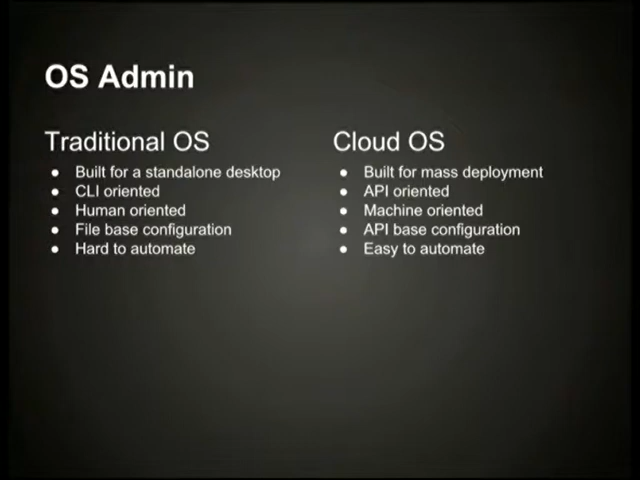 OS Admin
Traditional OS
● Built for a standalone desktop
● CLI oriented
● Human oriented
● File base configuration
● Hard to automate
Cloud OS
● Built for mass deployment
● API oriented
● Machine oriented
● API base configuration
● Easy to automate